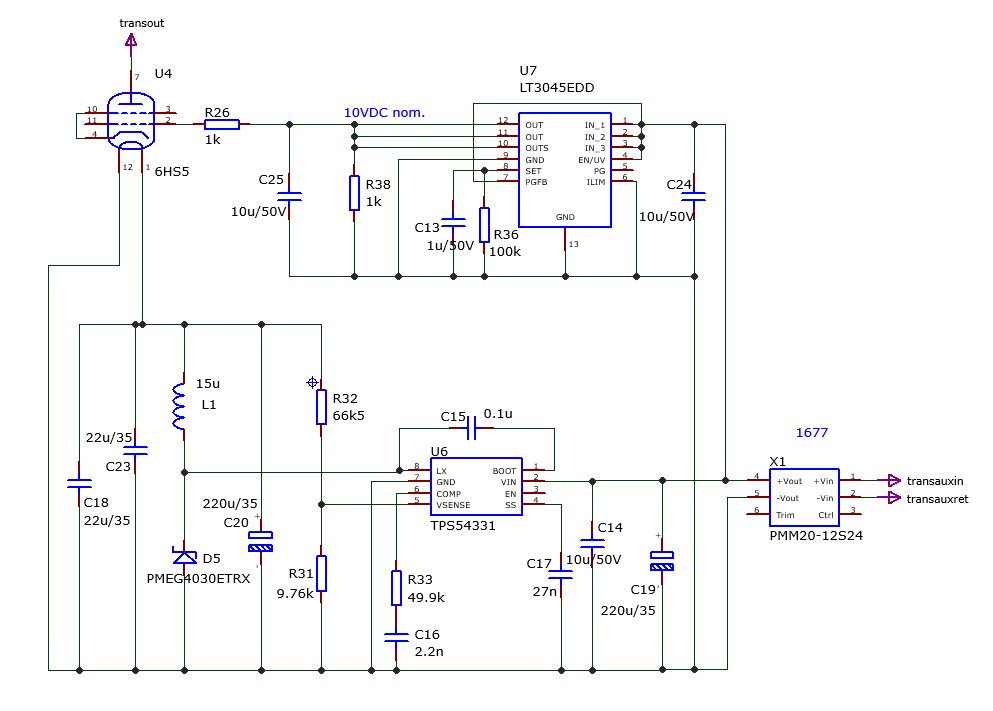 transout
7
U4
10
11
4
3
2
12
1
6HS5
R26
1k
10VDC nom.
U7
LT3045EDD
12
11
10
9
8
7
OUT
OUT
OUTS
GND
SET
PGFB
IN_1
IN_2
IN_3
EN/UV
PG
ILIM
1
2
3
4
5
6
GND
13
C25
10u/50V
R38
1k
C13
1u/50V
R36
100k
C24
10u/50V
15u
L1
R32
66k5
22u/35
C23
C18
22u/35
220u/35
C20
+
D5
PMEG4030ETRX
R31
9.76k
C15
0.1u
U6
8
7
6
5
LX
GND
COMP
VSENSE
BOOT
VIN
EN
SS
1
2
3
4
TPS54331
R33
49.9k
C16
2.2n
C17
27n
C14
10u/50V
+
C19
220u/35
1677
X1
4
5
6
+Vout
-Vout
Trim
+Vin
-Vin
Ctrl
1
2
3
PMM20-12S24
transauxin
transauxret